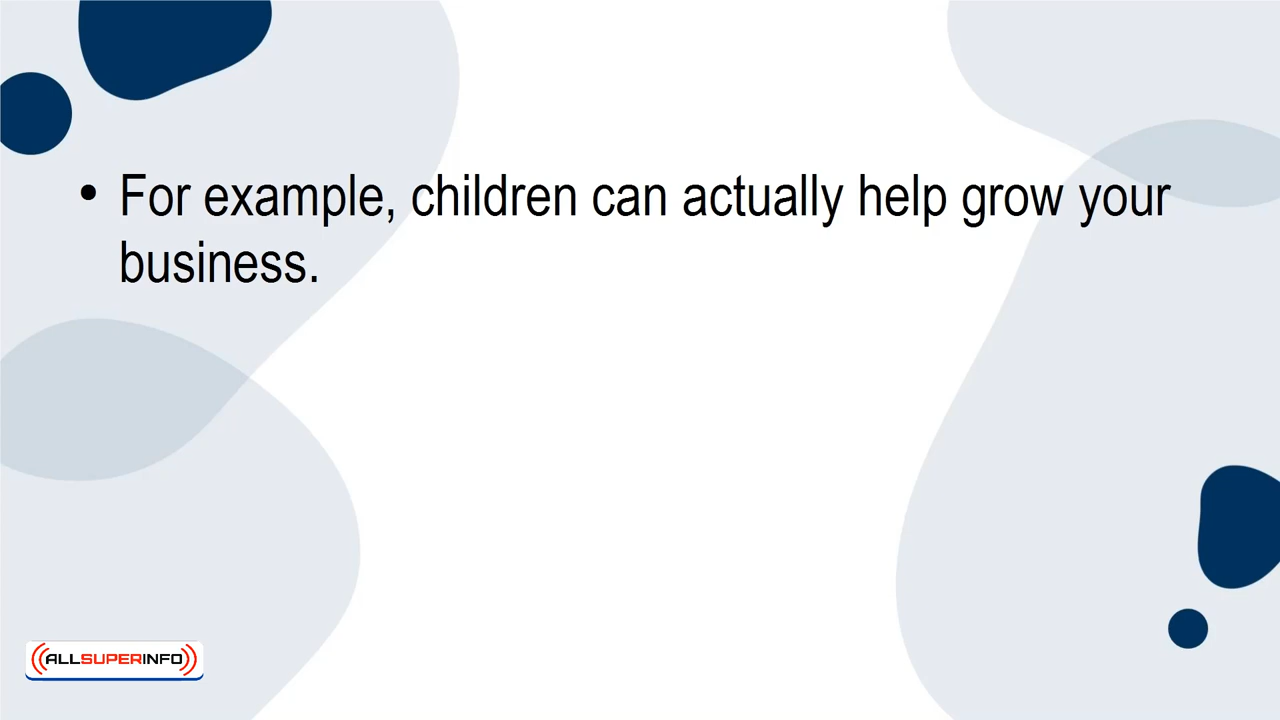 • For example, children can actually help grow your
business.
ALLSUPERINFO